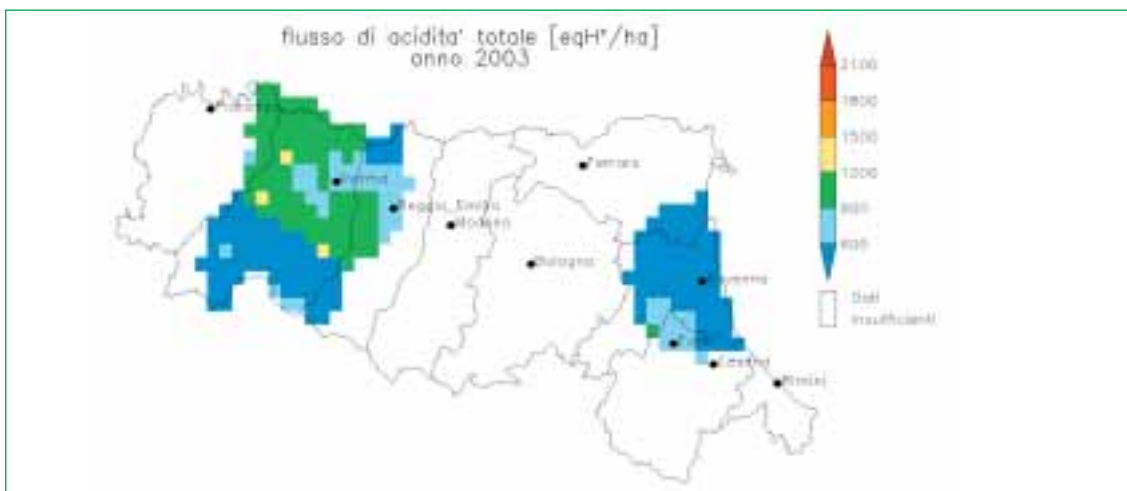 flusso di acidita' totale [eqH⁺/ha]
anno 2003
2100
1800
1500
1200
900
600
Dati
insufficienti
Parma
Reggio_Emilia
Modena
Bologna
Ferrara
Ravenna
Cesena
Rimini